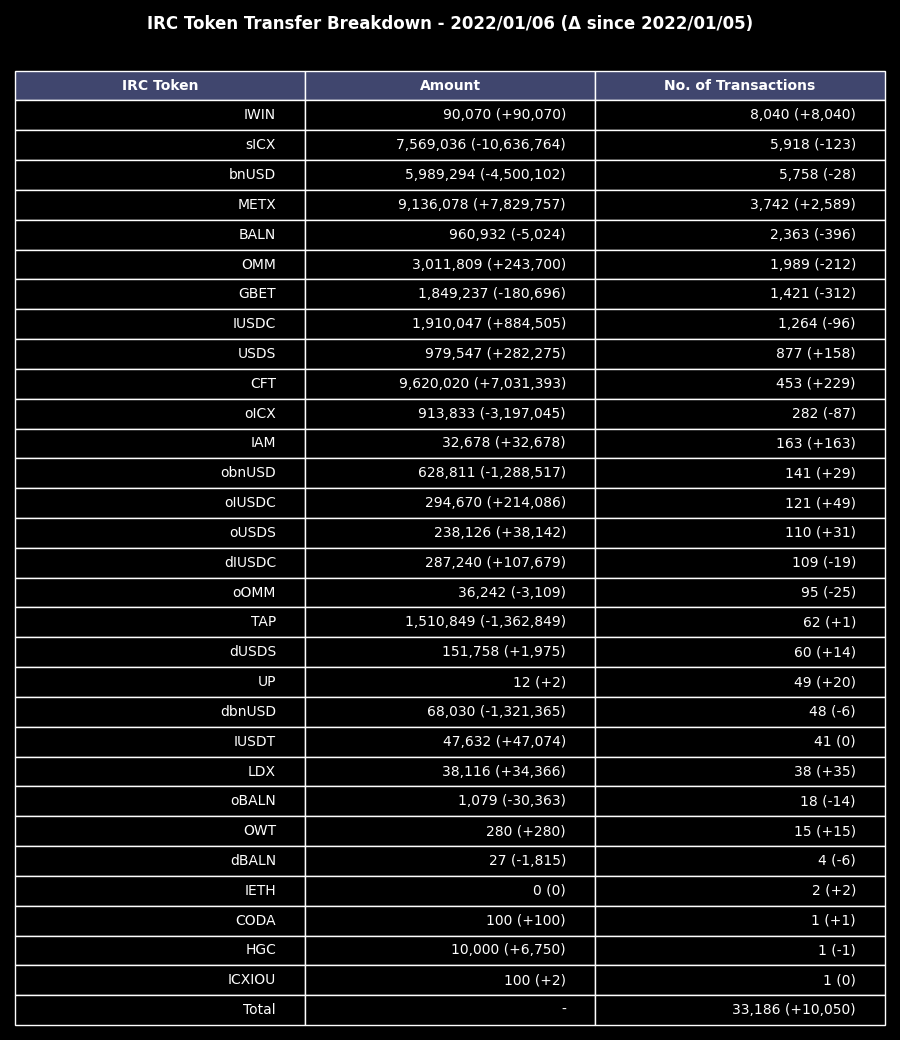 IRC Token Transfer Breakdown - 2022/01/06 (Δ since 2022/01/05)
IRC Token Amount No. of Transactions
IWIN 90,070 (+90,070) 8,040 (+8,040)
sICX 7,569,036 (-10,636,764) 5,918 (-123)
bnUSD 5,989,294 (-4,500,102) 5,758 (-28)
METX 9,136,078 (+7,829,757) 3,742 (+2,589)
BALN 960,932 (-5,024) 2,363 (-396)
OMM 3,011,809 (+243,700) 1,989 (-212)
GBET 1,849,237 (-180,696) 1,421 (-312)
IUSDC 1,910,047 (+884,505) 1,264 (-96)
USDS 979,547 (+282,275) 877 (+158)
CFT 9,620,020 (+7,031,393) 453 (+229)
oICX 913,833 (-3,197,045) 282 (-87)
IAM 32,678 (+32,678) 163 (+163)
obnUSD 628,811 (-1,288,517) 141 (+29)
oIUSDC 294,670 (+214,086) 121 (+49)
oUSDS 238,126 (+38,142) 110 (+31)
dIUSDC 287,240 (+107,679) 109 (-19)
oOMM 36,242 (-3,109) 95 (-25)
TAP 1,510,849 (-1,362,849) 62 (+1)
dUSDS 151,758 (+1,975) 60 (+14)
UP 12 (+2) 49 (+20)
dbnUSD 68,030 (-1,321,365) 48 (-6)
IUSDT 47,632 (+47,074) 41 (0)
LDX 38,116 (+34,366) 38 (+35)
oBALN 1,079 (-30,363) 18 (-14)
OWT 280 (+280) 15 (+15)
dBALN 27 (-1,815) 4 (-6)
IETH 0 (0) 2 (+2)
CODA 100 (+100) 1 (+1)
HGC 10,000 (+6,750) 1 (-1)
ICXIOU 100 (+2) 1 (0)
Total - 33,186 (+10,050)